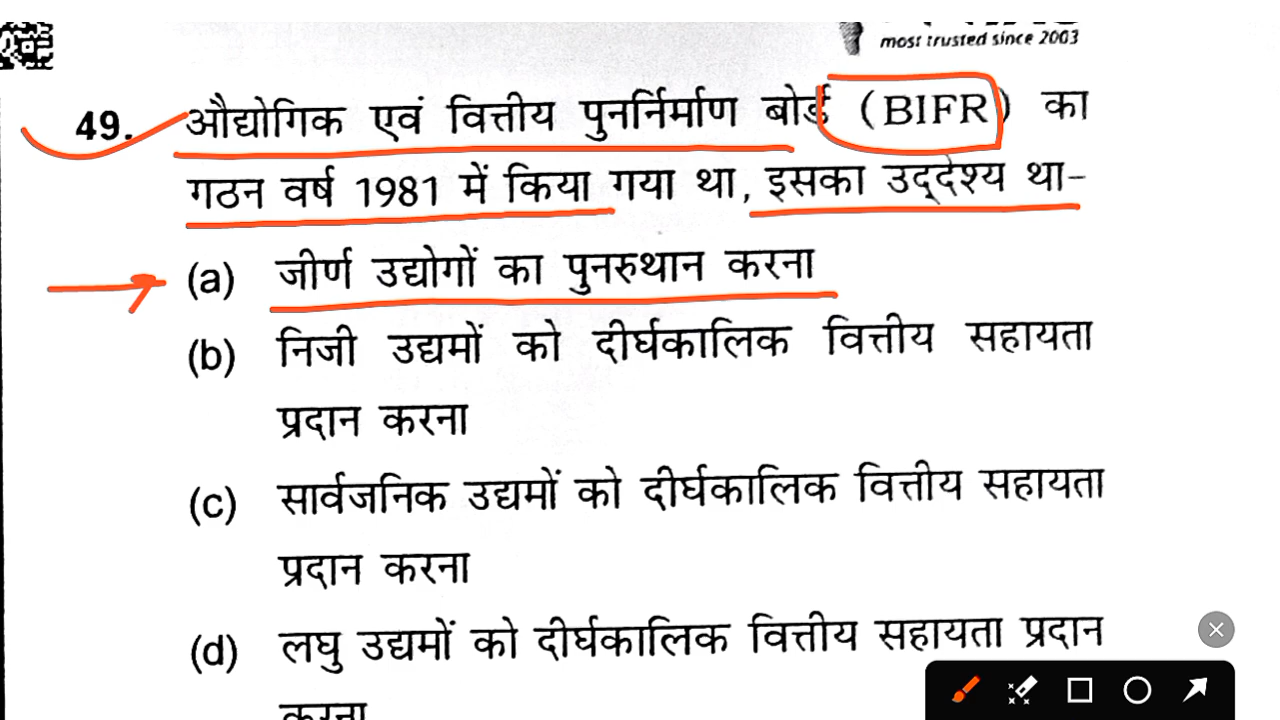 most trusted since 2003
49. औद्योगिक एवं वित्तीय पुनर्निर्माण बोर्ड (BIFR) का
गठन वर्ष 1981 में किया गया था, इसका उद्देश्य था-
(a) जीर्ण उद्योगों का पुनरुथान करना
(b) निजी उद्यमों को दीर्घकालिक वित्तीय सहायता
प्रदान करना
(c) सार्वजनिक उद्यमों को दीर्घकालिक वित्तीय सहायता
प्रदान करना
(d) लघु उद्यमों को दीर्घकालिक वित्तीय सहायता प्रदान
करना